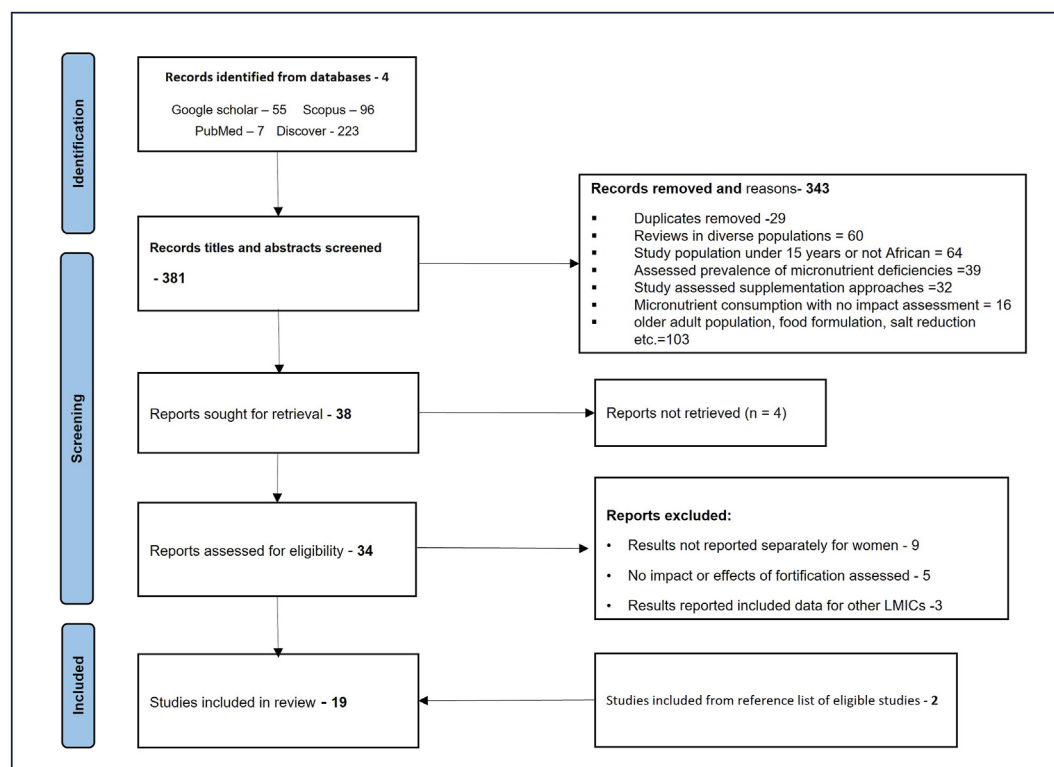 Identification
Records identified from databases - 4
Google scholar – 55 Scopus – 96
PubMed – 7 Discover - 223
Records removed and reasons- 343
▪ Duplicates removed -29
▪ Reviews in diverse populations = 60
▪ Study population under 15 years or not African = 64
▪ Assessed prevalence of micronutrient deficiencies =39
▪ Study assessed supplementation approaches =32
▪ Micronutrient consumption with no impact assessment = 16
▪ older adult population, food formulation, salt reduction
etc.=103
Records titles and abstracts screened
- 381
Screening
Reports sought for retrieval - 38
Reports not retrieved (n = 4)
Reports assessed for eligibility - 34
Reports excluded:
• Results not reported separately for women - 9
• No impact or effects of fortification assessed - 5
• Results reported included data for other LMICs -3
Included
Studies included in review - 19
Studies included from reference list of eligible studies - 2